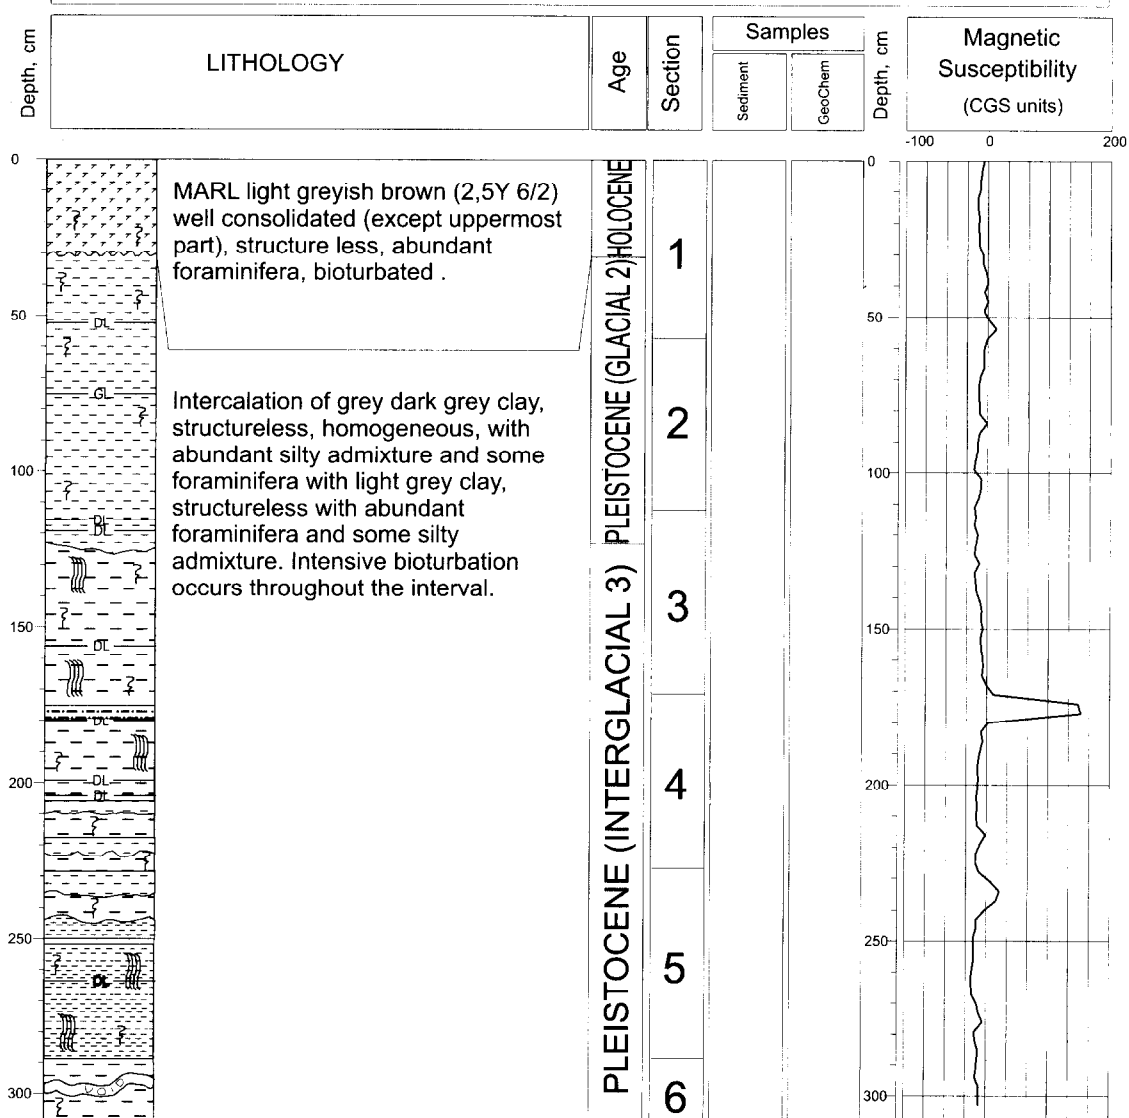 Depth, cm
LITHOLOGY
Age
Section
Samples
Sediment
GeoChem
Depth, cm
Magnetic
Susceptibility
(CGS units)
-100 0 200
0
50
100
150
200
250
300
DL
GL
DL
DL
DL
DL
DL
DL
DL
MARL light greyish brown (2,5Y 6/2)
well consolidated (except uppermost
part), structure less, abundant
foraminifera, bioturbated .
Intercalation of grey dark grey clay,
structureless, homogeneous, with
abundant silty admixture and some
foraminifera with light grey clay,
structureless with abundant
foraminifera and some silty
admixture. Intensive bioturbation
occurs throughout the interval.
HOLOCENE
PLEISTOCENE (GLACIAL 2)
PLEISTOCENE (INTERGLACIAL 3)
1
2
3
4
5
6
0
50
100
150
200
250
300